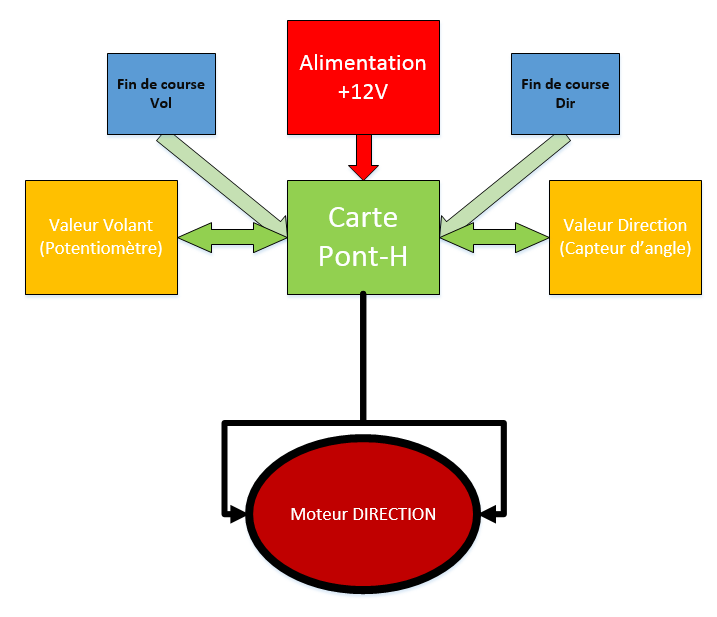 Alimentation
+12V
Fin de course
Vol
Fin de course
Dir
Valeur Volant
(Potentiomètre)
Carte
Pont-H
Valeur Direction
(Capteur d’angle)
Moteur DIRECTION